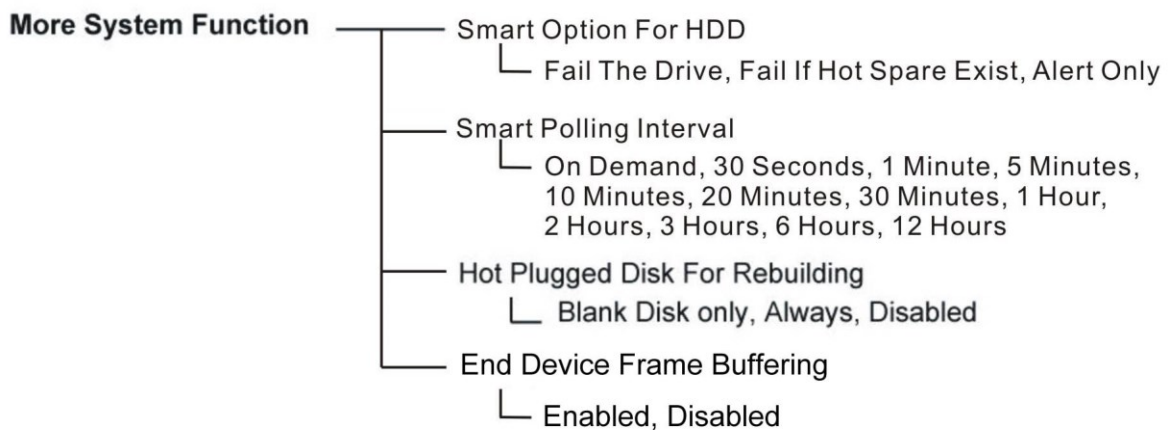 More System Function
Smart Option For HDD
Fail The Drive, Fail If Hot Spare Exist, Alert Only
Smart Polling Interval
On Demand, 30 Seconds, 1 Minute, 5 Minutes,
10 Minutes, 20 Minutes, 30 Minutes, 1 Hour,
2 Hours, 3 Hours, 6 Hours, 12 Hours
Hot Plugged Disk For Rebuilding
Blank Disk only, Always, Disabled
End Device Frame Buffering
Enabled, Disabled